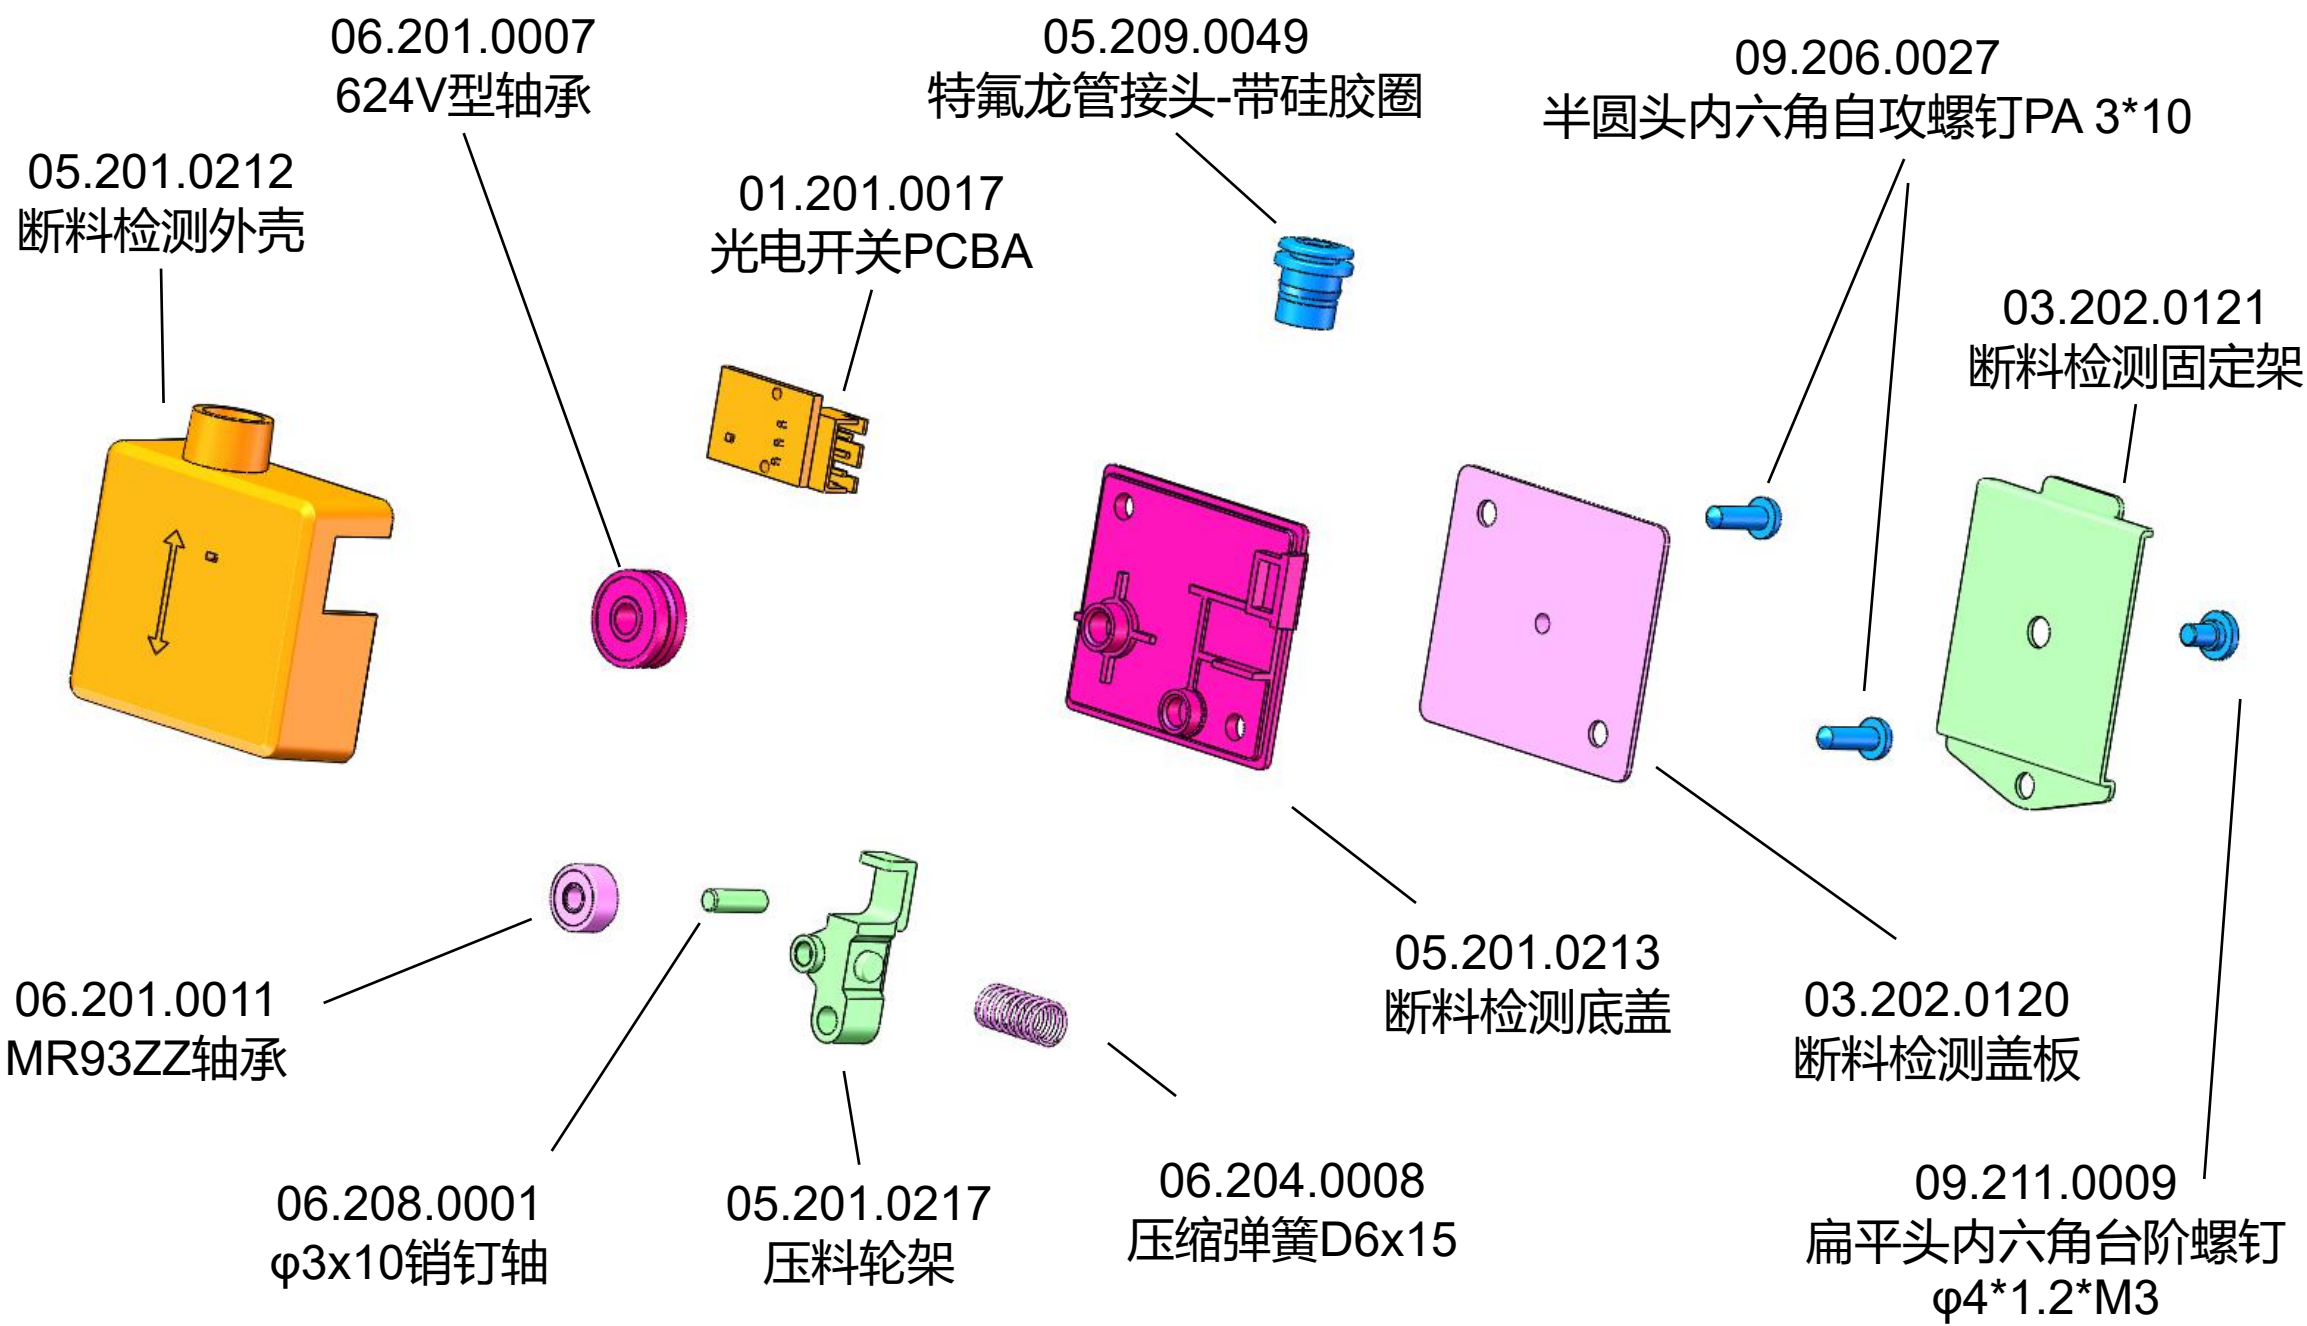 06.201.0007
624V型轴承
05.209.0049
特氟龙管接头-带硅胶圈
09.206.0027
半圆头内六角自攻螺钉PA 3*10
05.201.0212
断料检测外壳
01.201.0017
光电开关PCBA
03.202.0121
断料检测固定架
05.201.0213
断料检测底盖
03.202.0120
断料检测盖板
06.201.0011
MR93ZZ轴承
06.208.0001
φ3x10销钉轴
05.201.0217
压料轮架
06.204.0008
压缩弹簧D6x15
09.211.0009
扁平头内六角台阶螺钉
φ4*1.2*M3